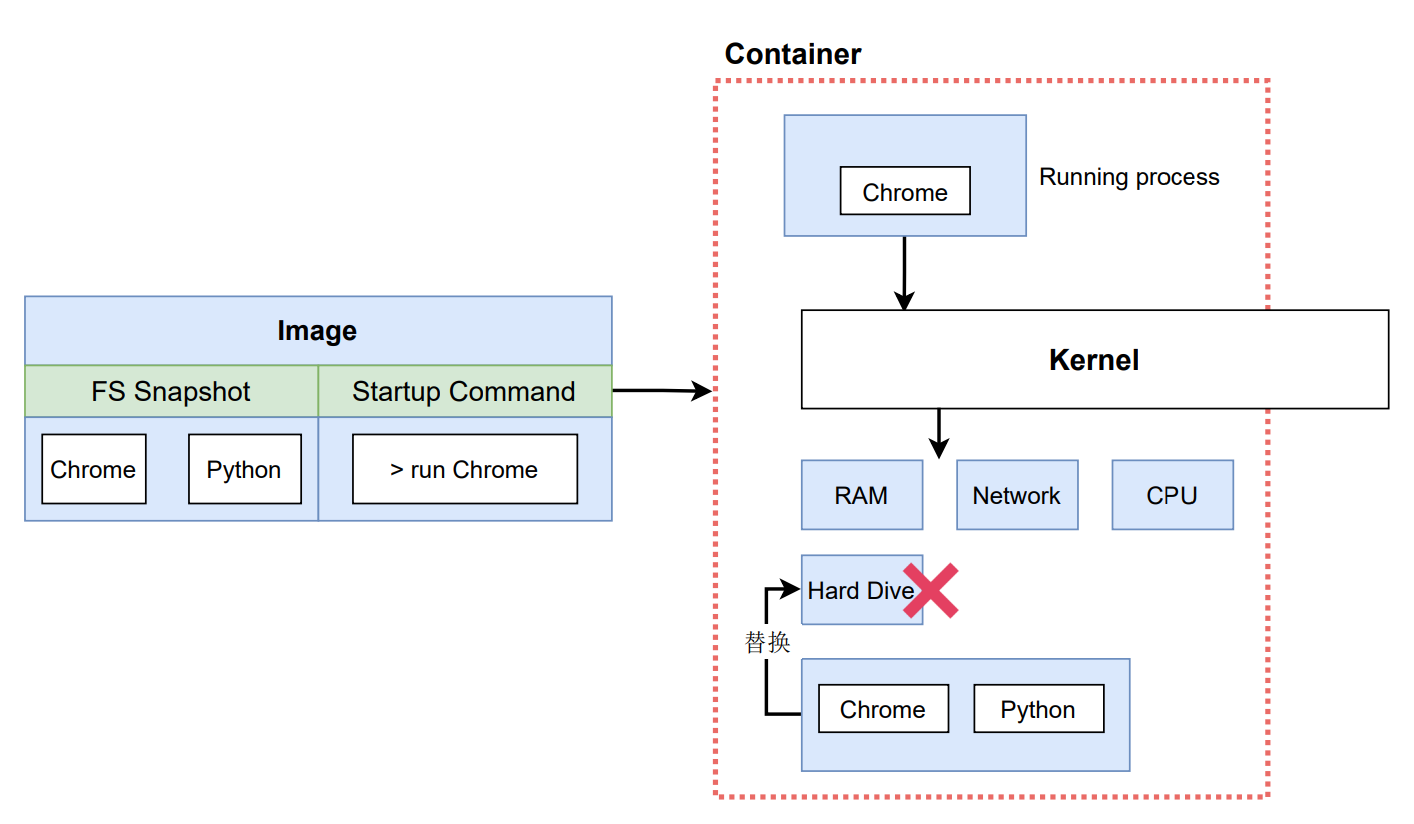 Container
Chrome
Running process
Image
Kernel
FS Snapshot
Startup Command
Chrome
Python
> run Chrome
RAM
Network
CPU
Hard Dive
替换
Chrome
Python